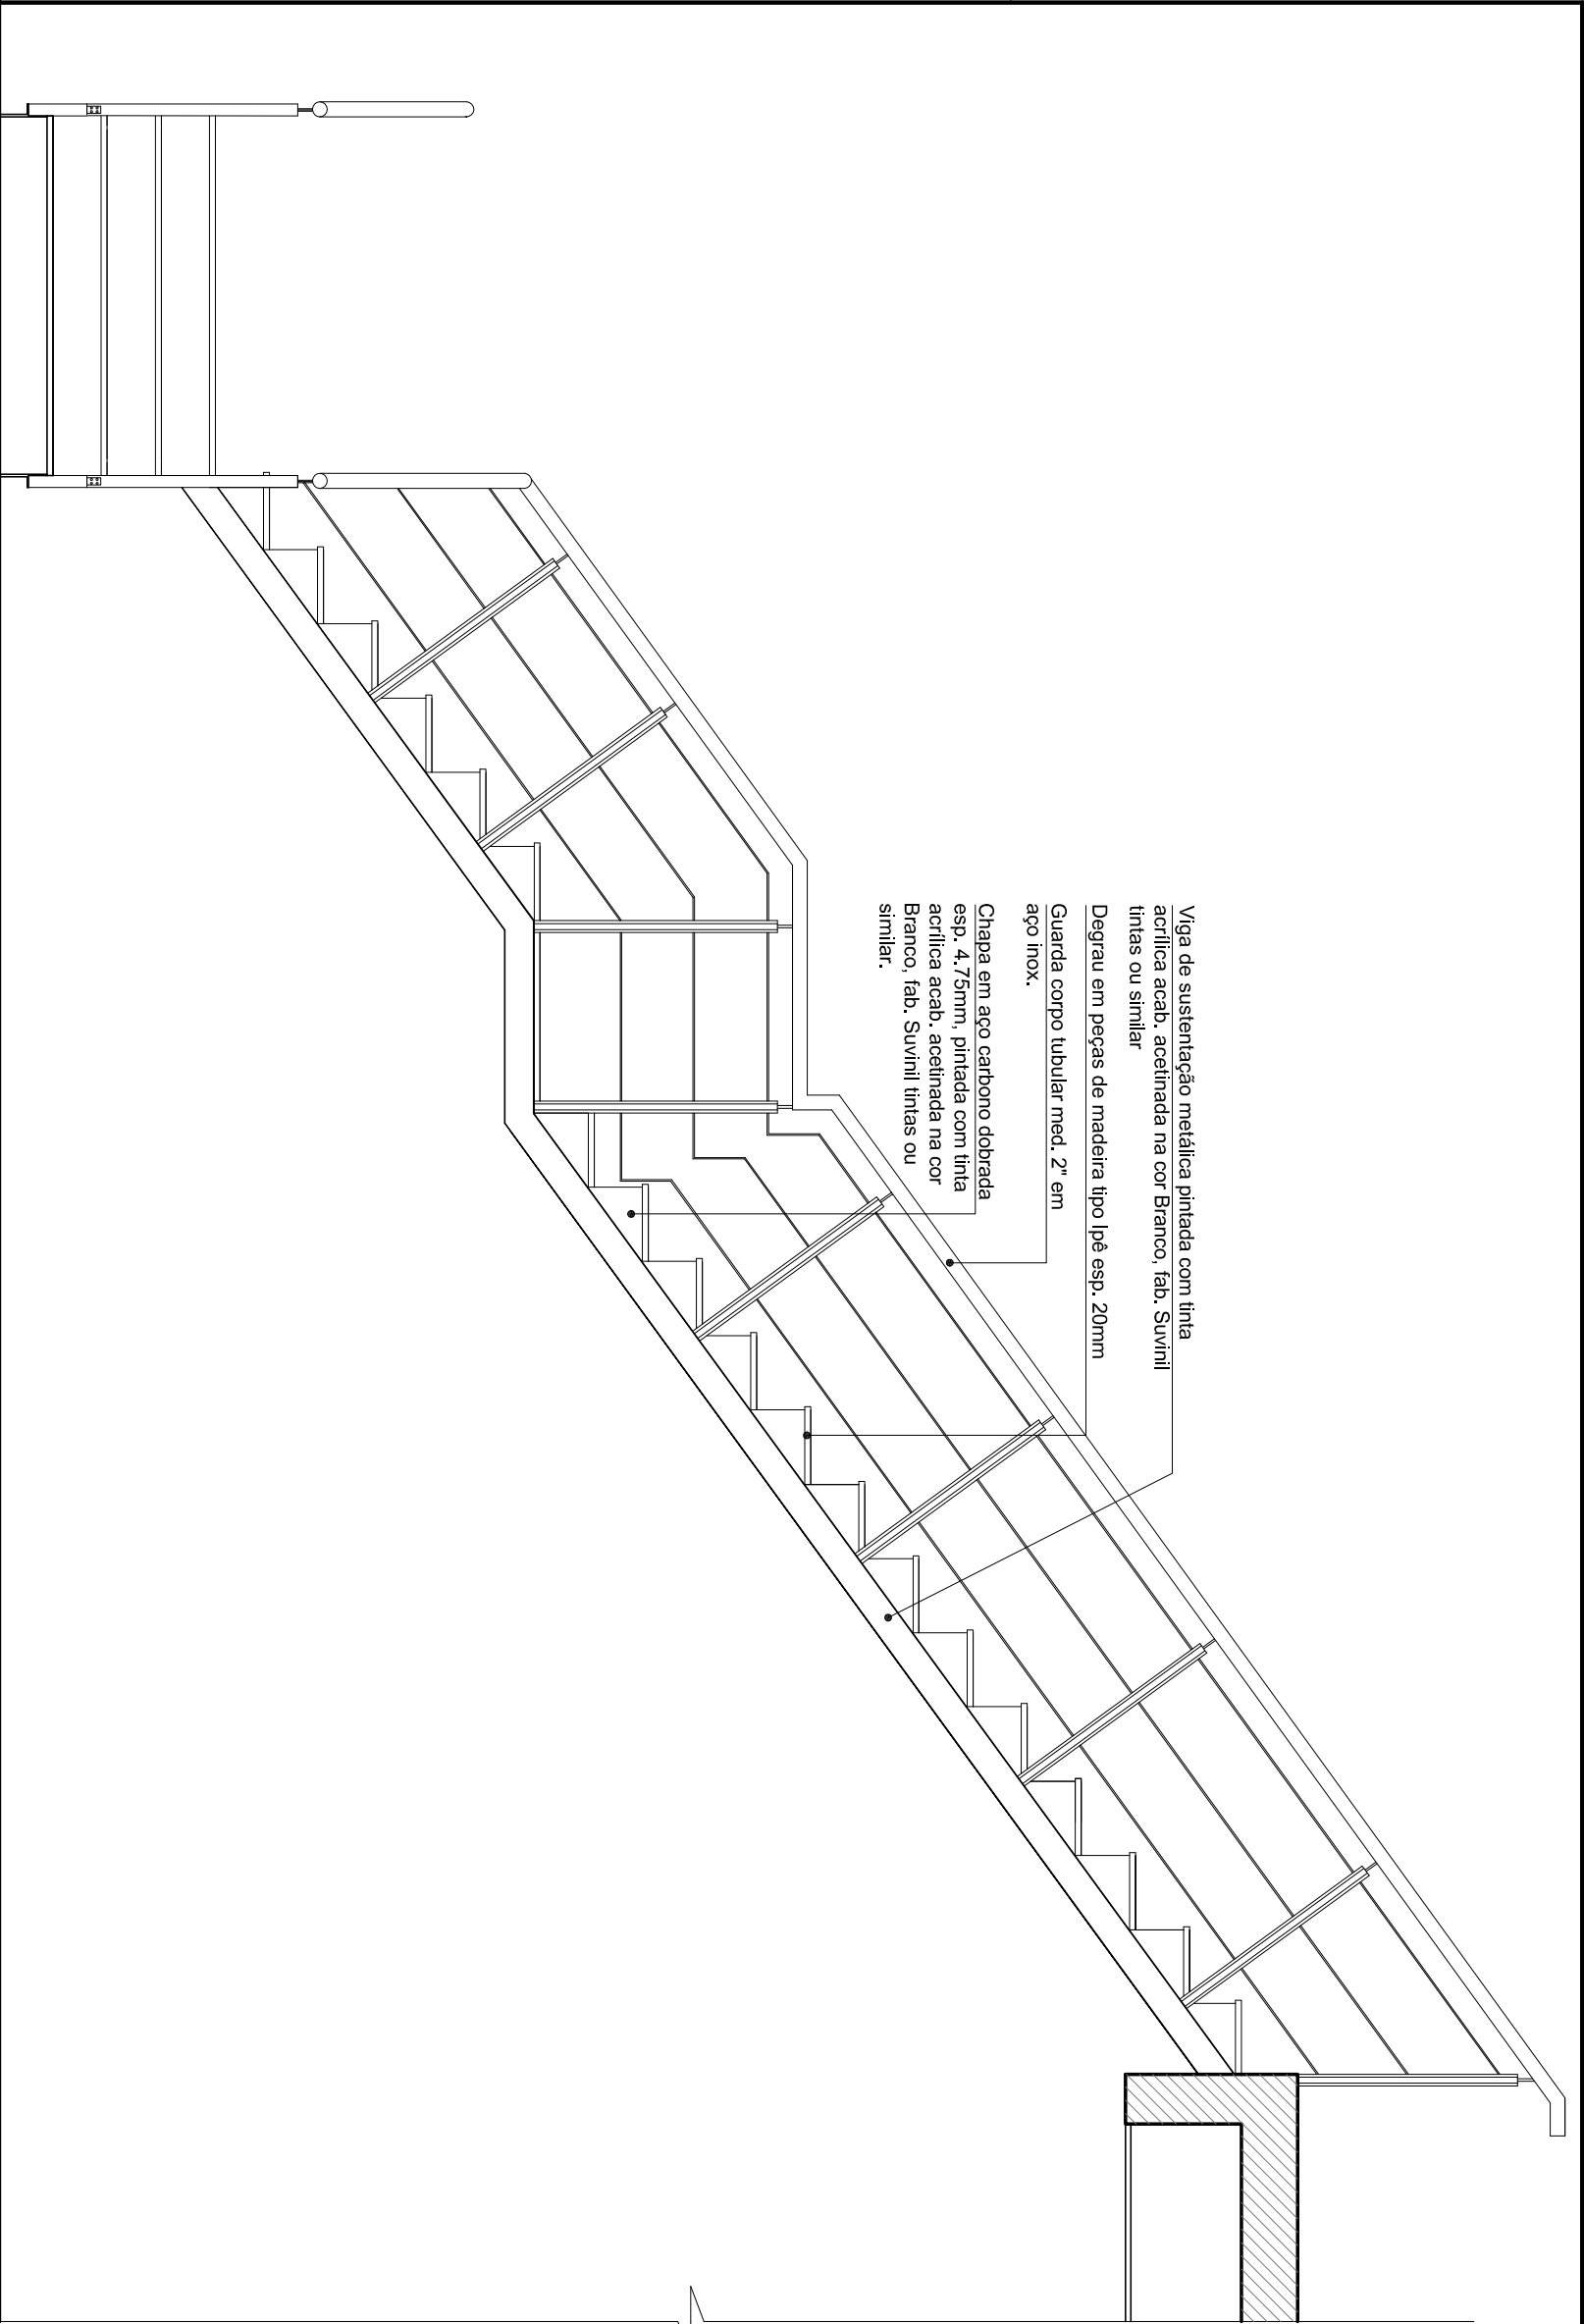 Viga de sustentação metálica pintada com tinta
acrílica acab. acetinada na cor Branco, fab. Suvinil
tintas ou similar
Degrau em peças de madeira tipo Ipê esp. 20mm
Guarda corpo tubular med. 2" em
aço inox.
Chapa em aço carbono dobrada
esp. 4.75mm, pintada com tinta
acrílica acab. acetinada na cor
Branco, fab. Suvinil tintas ou
similar.